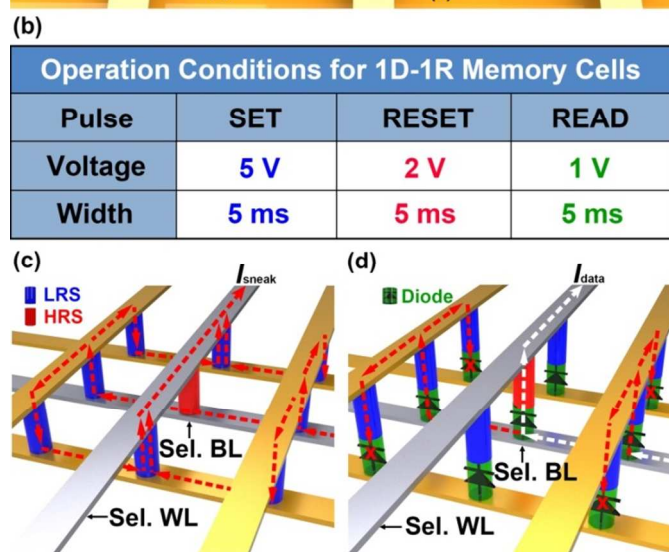 (b)
Operation Conditions for 1D-1R Memory Cells
Pulse SET RESET READ
Voltage 5 V 2 V 1 V
Width 5 ms 5 ms 5 ms
(c)
Isneak
LRS
HRS
Sel. BL
Sel. WL
(d)
Idata
Diode
Sel. BL
Sel. WL